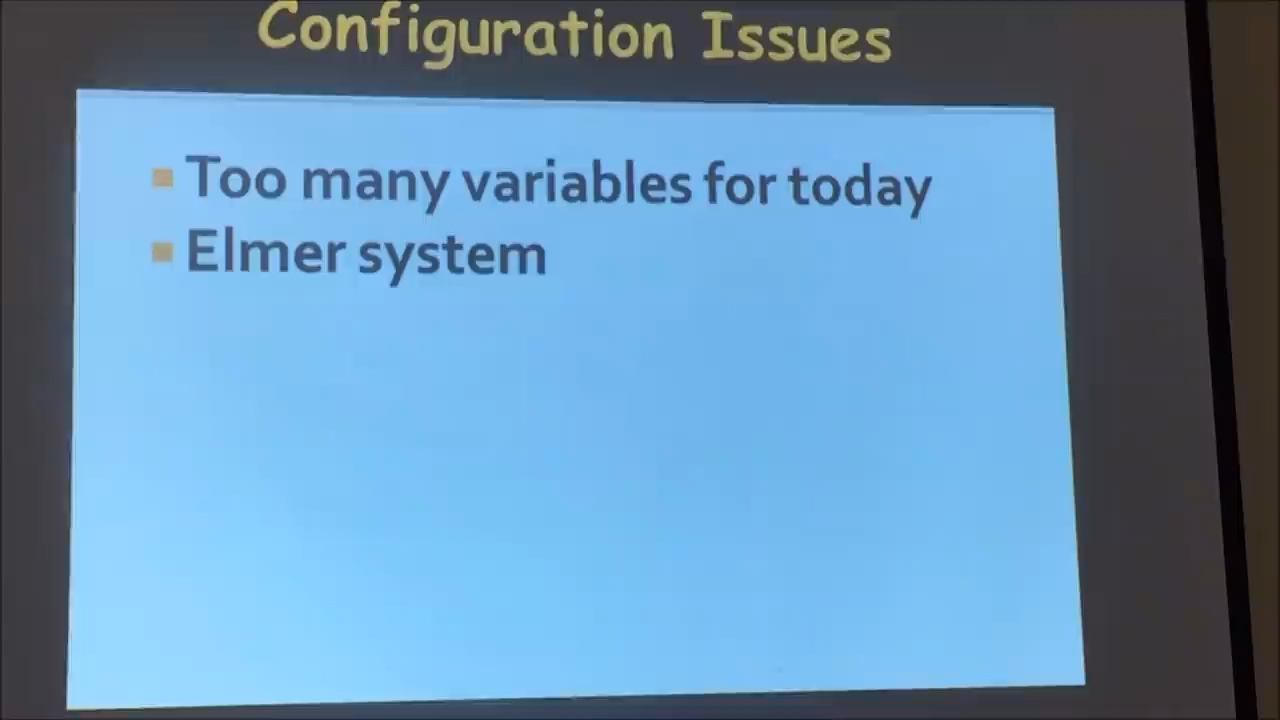 Configuration Issues
Too many variables for today
Elmer system